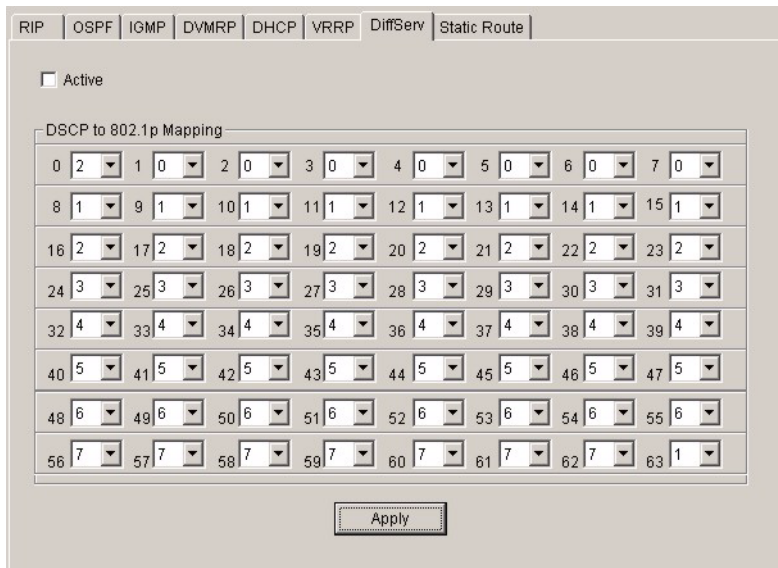 RIP OSPF IGMP DVMRP DHCP VRRP DiffServ Static Route
Active
DSCP to 802.1p Mapping
0 2 1 0 2 0 3 0 4 0 5 0 6 0 7 0
8 1 9 1 10 1 11 1 12 1 13 1 14 1 15 1
16 2 17 2 18 2 19 2 20 2 21 2 22 2 23 2
24 3 25 3 26 3 27 3 28 3 29 3 30 3 31 3
32 4 33 4 34 4 35 4 36 4 37 4 38 4 39 4
40 5 41 5 42 5 43 5 44 5 45 5 46 5 47 5
48 6 49 6 50 6 51 6 52 6 53 6 54 6 55 6
56 7 57 7 58 7 59 7 60 7 61 7 62 7 63 1
Apply